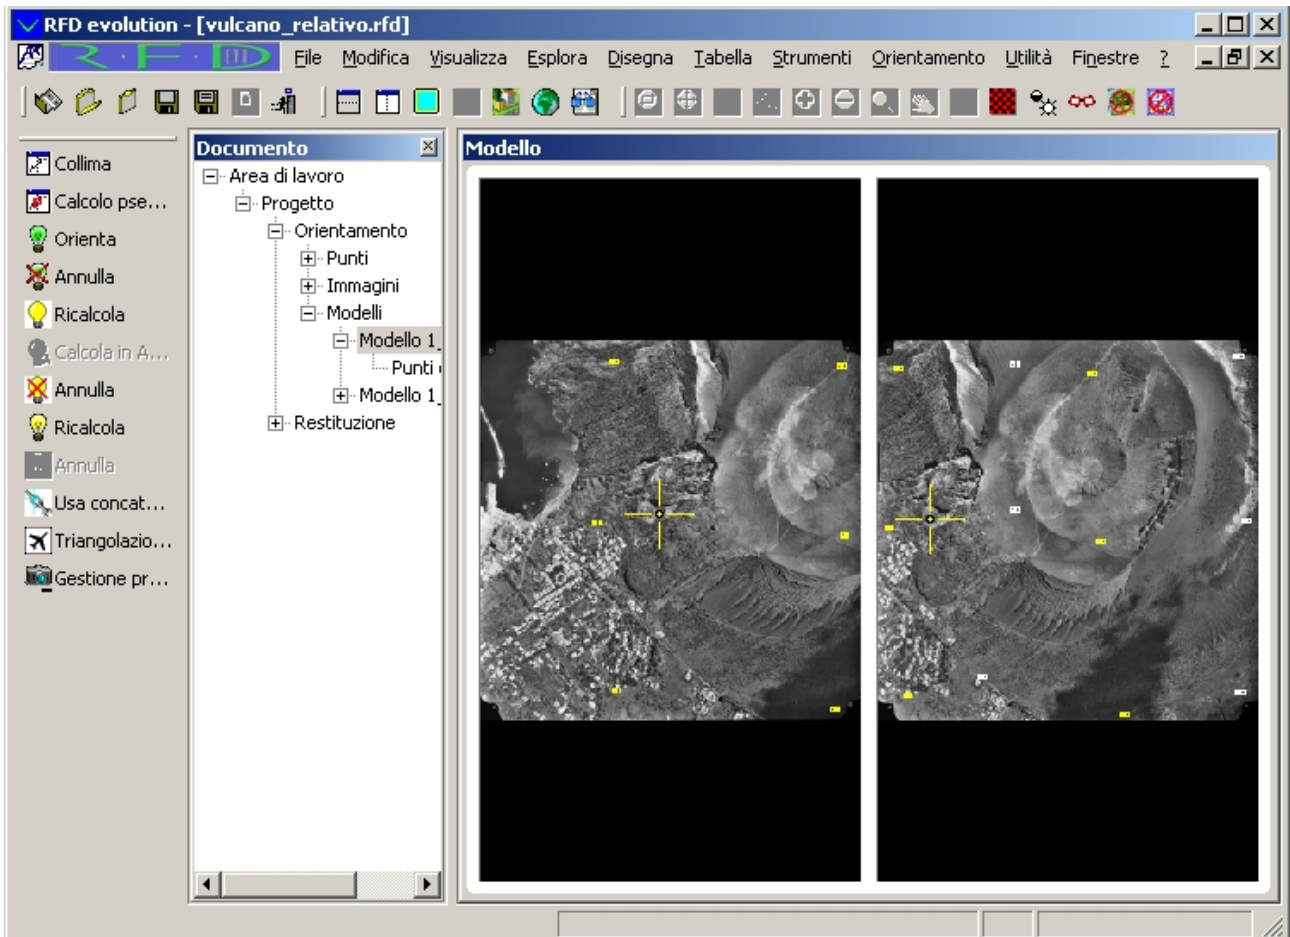 RFD evolution - [vulcano_relativo.rfd]
R·F·D File Modifica Visualizza Esplora Disegna Tabella Strumenti Orientamento Utilità Finestre ?
Collima
Calcolo pse...
Orienta
Annulla
Ricalcola
Calcola in A...
Annulla
Ricalcola
Annulla
Usa concat...
Triangolazio...
Gestione pr...
Documento
Area di lavoro
Progetto
Orientamento
Punti
Immagini
Modelli
Modello 1_
Punti
Modello 1_
Restituzione
Modello